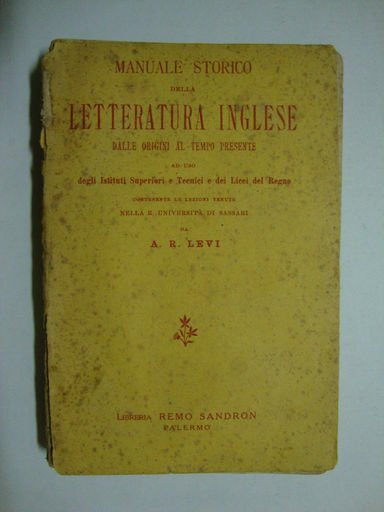 MANUALE STORICO
DELLA
LETTERATURA INGLESE
DALLE ORIGINI AL TEMPO PRESENTE
AD USO
degli Istituti Superiori e Tecnici e dei Licei del Regno
CONTENENTE LE LEZIONI TENUTE
NELLA R. UNIVERSITÀ DI SASSARI
DA
A. R. LEVI
LIBRERIA REMO SANDRON
PALERMO